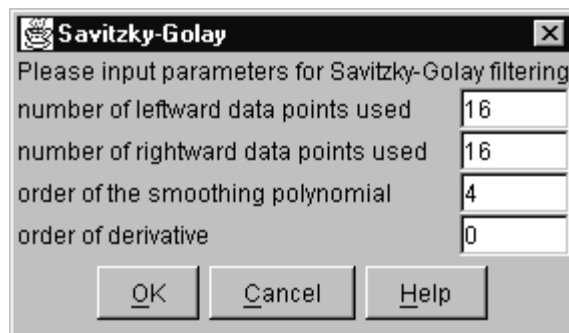 Savitzky-Golay
Please input parameters for Savitzky-Golay filtering
number of leftward data points used 16
number of rightward data points used 16
order of the smoothing polynomial 4
order of derivative 0
OK Cancel Help